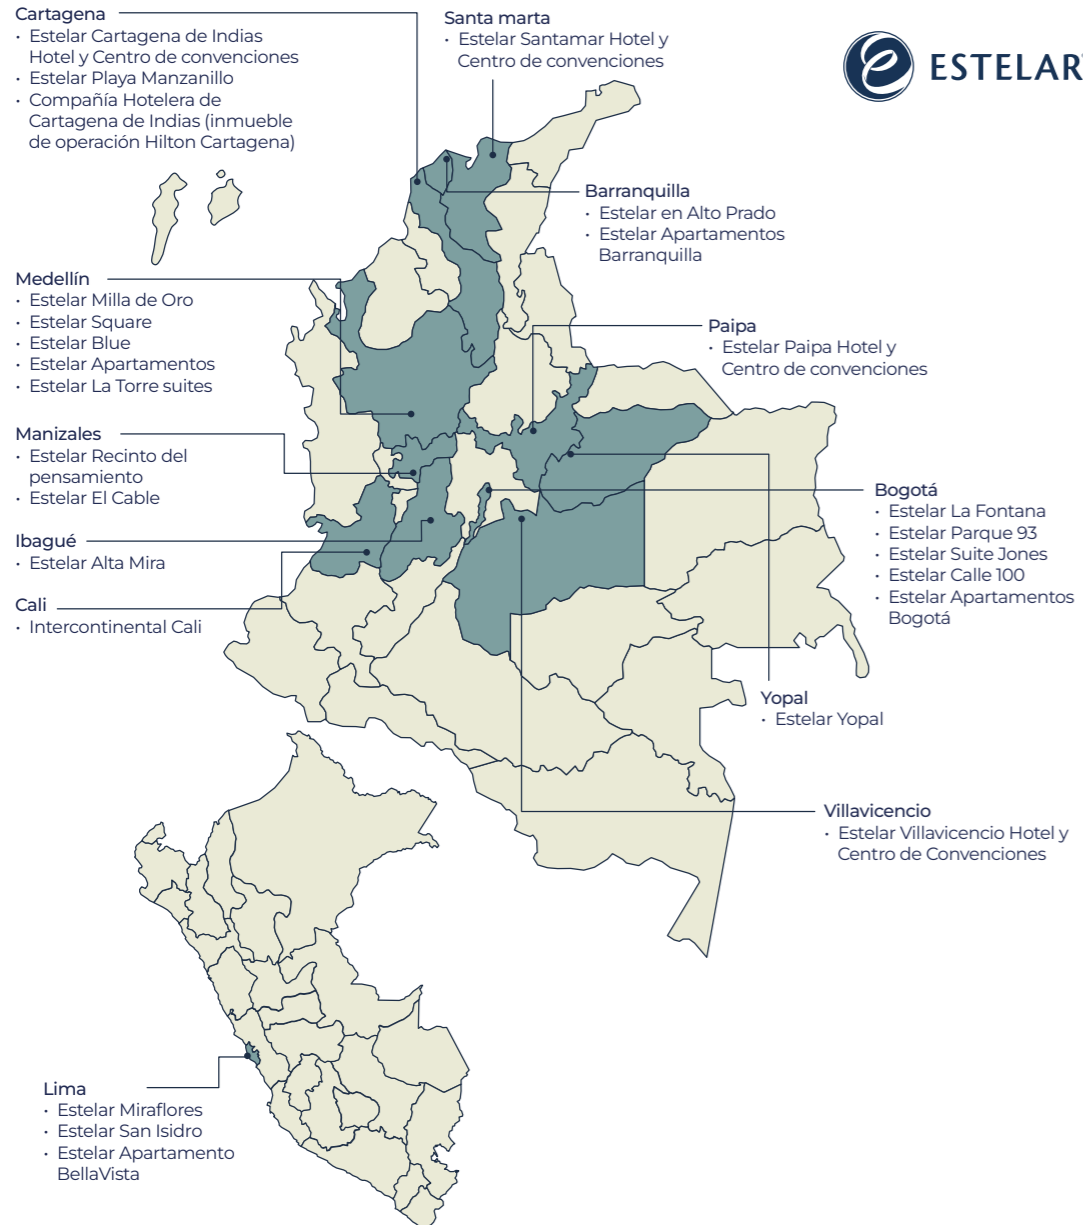 Cartagena
· Estelar Cartagena de Indias
Hotel y Centro de convenciones
· Estelar Playa Manzanillo
· Compañía Hotelera de
Cartagena de Indias (inmueble
de operación Hilton Cartagena)
Santa marta
· Estelar Santamar Hotel y
Centro de convenciones
ESTELAR
Barranquilla
· Estelar en Alto Prado
· Estelar Apartamentos
Barranquilla
Medellín
· Estelar Milla de Oro
· Estelar Square
· Estelar Blue
· Estelar Apartamentos
· Estelar La Torre suites
Paipa
· Estelar Paipa Hotel y
Centro de convenciones
Manizales
· Estelar Recinto del
pensamiento
· Estelar El Cable
Bogotá
· Estelar La Fontana
· Estelar Parque 93
· Estelar Suite Jones
· Estelar Calle 100
· Estelar Apartamentos
Bogotá
Ibagué
· Estelar Alta Mira
Cali
· Intercontinental Cali
Yopal
· Estelar Yopal
Villavicencio
· Estelar Villavicencio Hotel y
Centro de Convenciones
Lima
· Estelar Miraflores
· Estelar San Isidro
· Estelar Apartamento
BellaVista